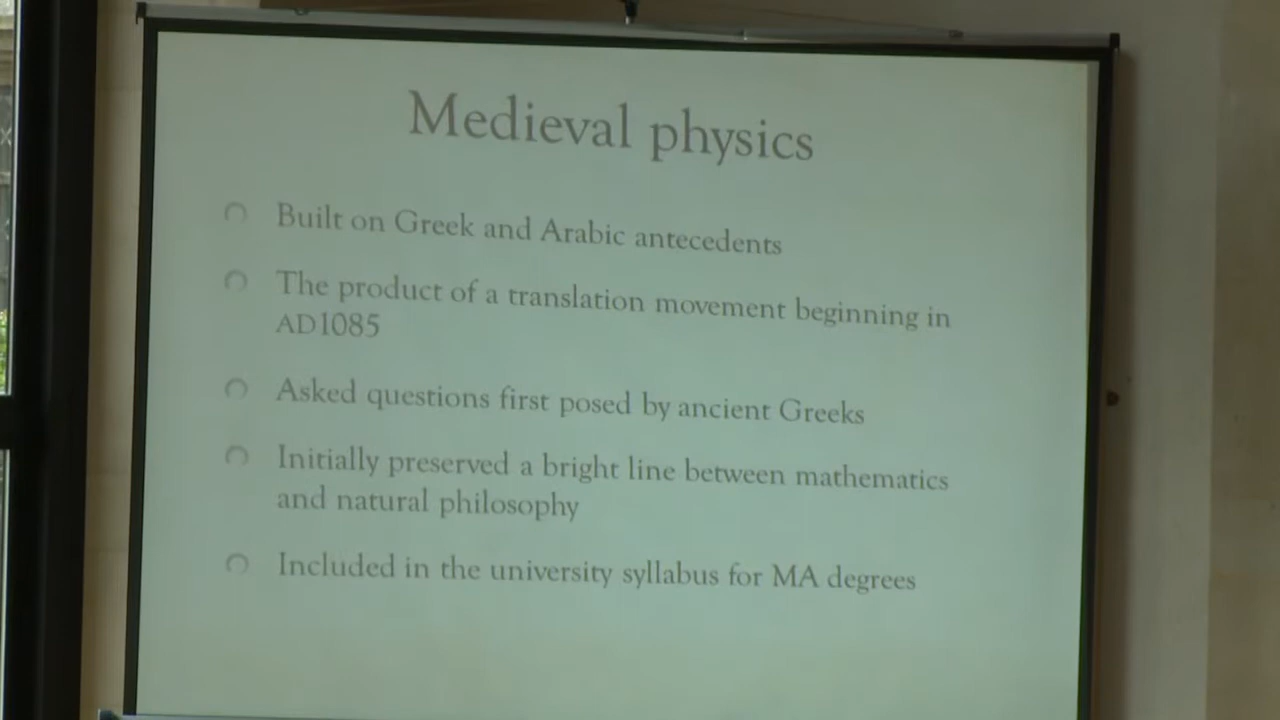 Medieval physics
Built on Greek and Arabic antecedents
The product of a translation movement beginning in
AD1085
Asked questions first posed by ancient Greeks
Initially preserved a bright line between mathematics
and natural philosophy
Included in the university syllabus for MA degrees